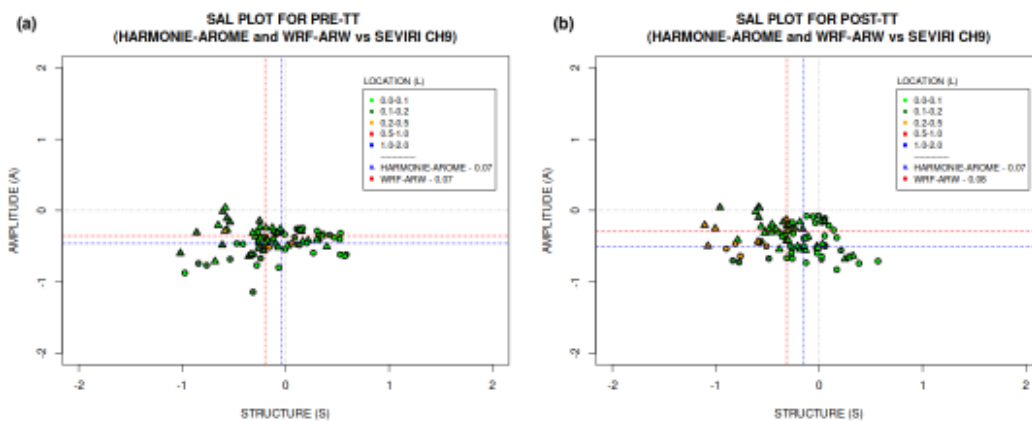 (a)
SAL PLOT FOR PRE-TT
(HARMONIE-AROME and WRF-ARW vs SEVIRI CH9)
AMPLITUDE (A)
2
1
0
-1
-2
LOCATION (L)
0.0-0.1
0.1-0.2
0.2-0.5
0.5-1.0
1.0-2.0
------------
HARMONIE-AROME - 0.07
WRF-ARW - 0.07
-2 -1 0 1 2
STRUCTURE (S)
(b)
SAL PLOT FOR POST-TT
(HARMONIE-AROME and WRF-ARW vs SEVIRI CH9)
AMPLITUDE (A)
2
1
0
-1
-2
LOCATION (L)
0.0-0.1
0.1-0.2
0.2-0.5
0.5-1.0
1.0-2.0
------------
HARMONIE-AROME - 0.07
WRF-ARW - 0.08
-2 -1 0 1 2
STRUCTURE (S)